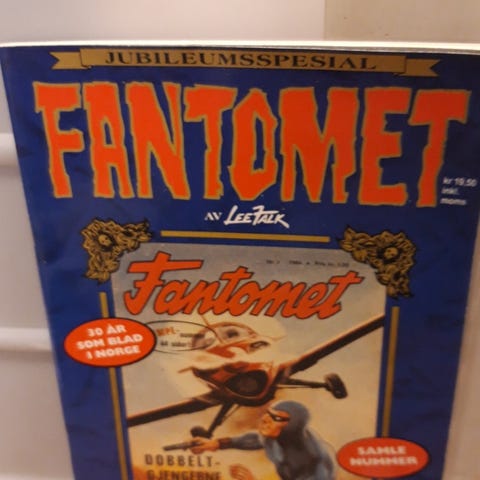 JUBILEUMSSPESIAL
FANTOMET
kr 19,50
inkl.
moms
AV LEE FALK
Fantomet
30 ÅR
SOM BLAD
I NORGE
DOBBELT-
GJENGERNE
SAMLE
NUMMER